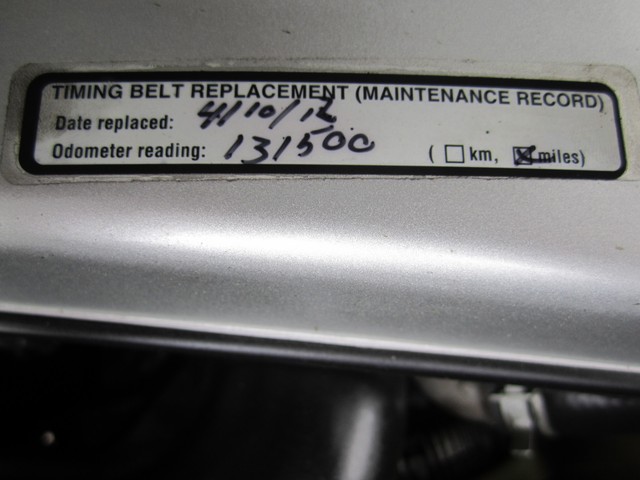 TIMING BELT REPLACEMENT (MAINTENANCE RECORD)
Date replaced: 4/10/12
Odometer reading: 131500 ( ☐ km, ☒ miles)